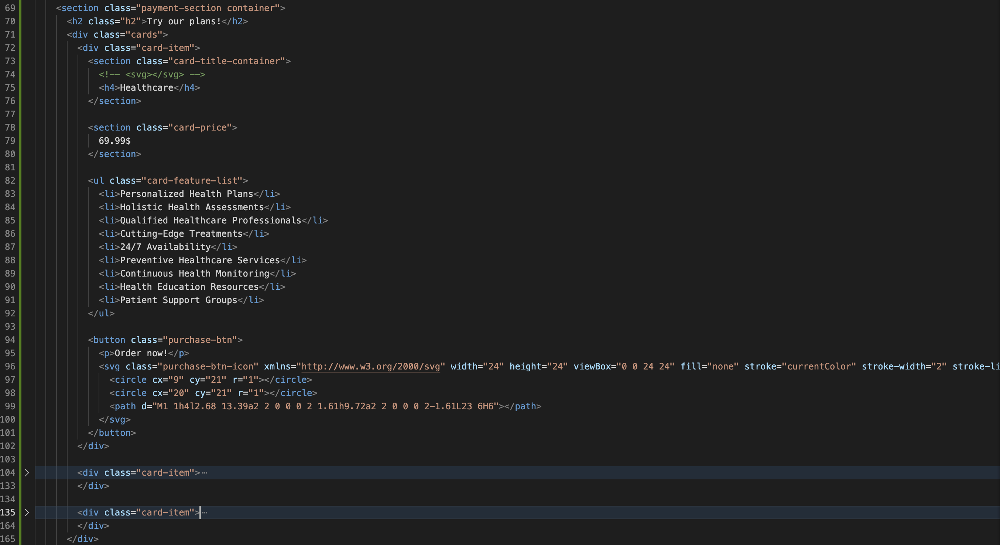 69 <section class="payment-section container">
70 <h2 class="h2">Try our plans!</h2>
71 <div class="cards">
72 <div class="card-item">
73 <section class="card-title-container">
74 <!-- <svg></svg> -->
75 <h4>Healthcare</h4>
76 </section>
77
78 <section class="card-price">
79 69.99$
80 </section>
81
82 <ul class="card-feature-list">
83 <li>Personalized Health Plans</li>
84 <li>Holistic Health Assessments</li>
85 <li>Qualified Healthcare Professionals</li>
86 <li>Cutting-Edge Treatments</li>
87 <li>24/7 Availability</li>
88 <li>Preventive Healthcare Services</li>
89 <li>Continuous Health Monitoring</li>
90 <li>Health Education Resources</li>
91 <li>Patient Support Groups</li>
92 </ul>
93
94 <button class="purchase-btn">
95 <p>Order now!</p>
96 <svg class="purchase-btn-icon" xmlns="http://www.w3.org/2000/svg" width="24" height="24" viewBox="0 0 24 24" fill="none" stroke="currentColor" stroke-width="2" stroke-li
97 <circle cx="9" cy="21" r="1"></circle>
98 <circle cx="20" cy="21" r="1"></circle>
99 <path d="M1 1h4l2.68 13.39a2 2 0 0 0 2 1.61h9.72a2 2 0 0 0 2-1.61L23 6H6"></path>
100 </svg>
101 </button>
102 </div>
103
104 <div class="card-item">⋯
133 </div>
134
135 <div class="card-item">⋯
164 </div>
165 </div>